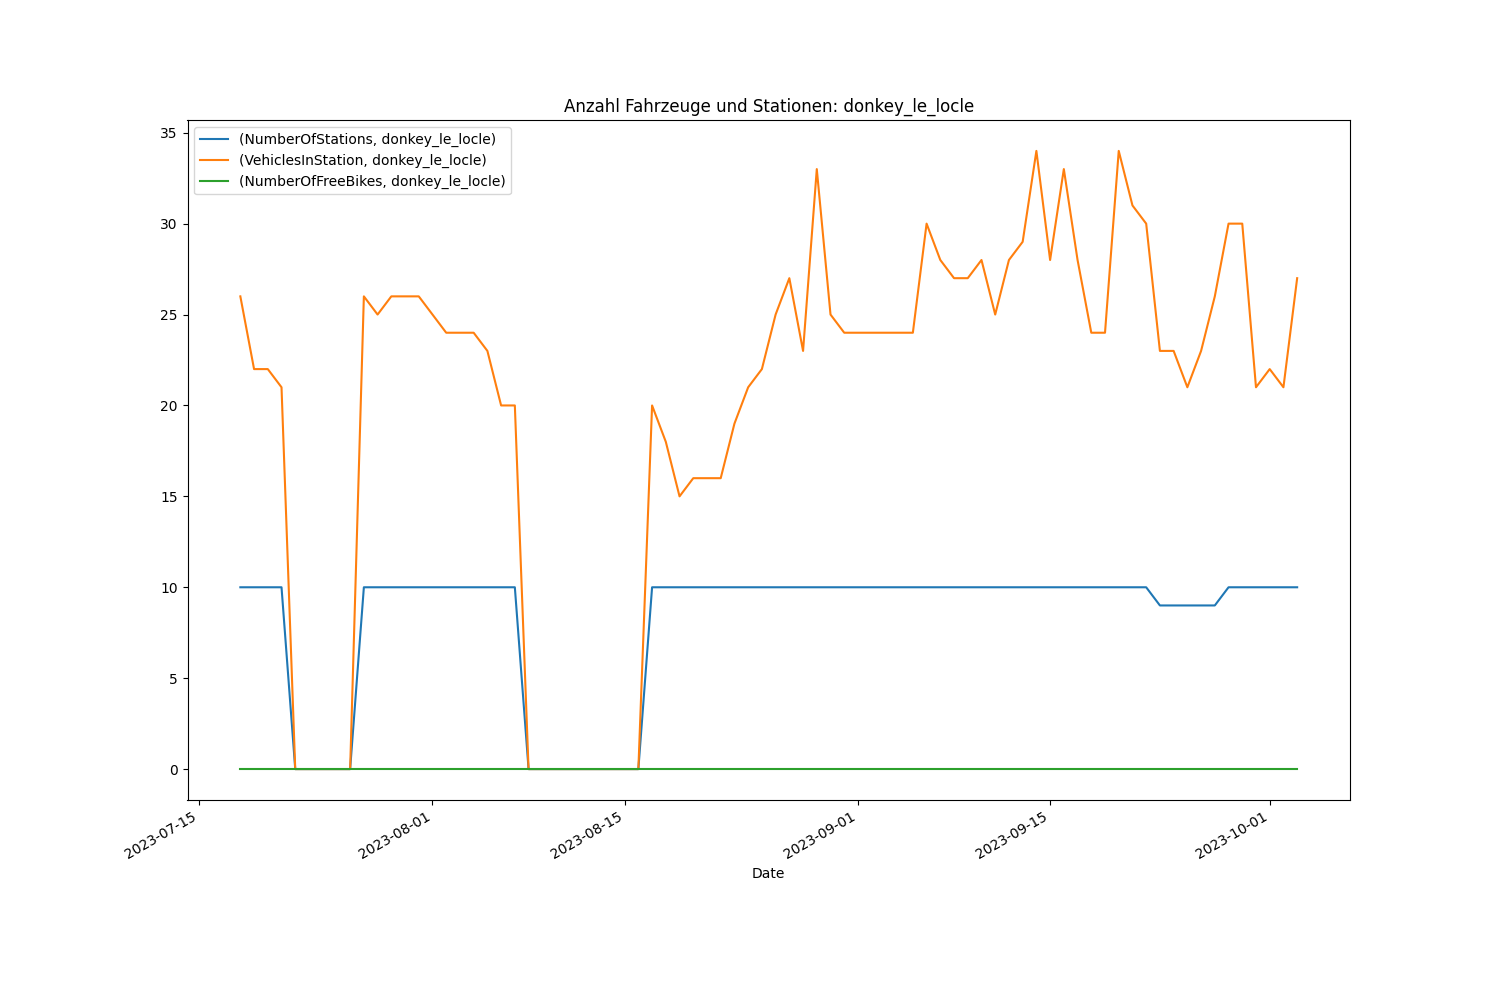 Anzahl Fahrzeuge und Stationen: donkey_le_locle
(NumberOfStations, donkey_le_locle)
(VehiclesInStation, donkey_le_locle)
(NumberOfFreeBikes, donkey_le_locle)
35
30
25
20
15
10
5
0
2023-07-15
2023-08-01
2023-08-15
2023-09-01
2023-09-15
2023-10-01
Date